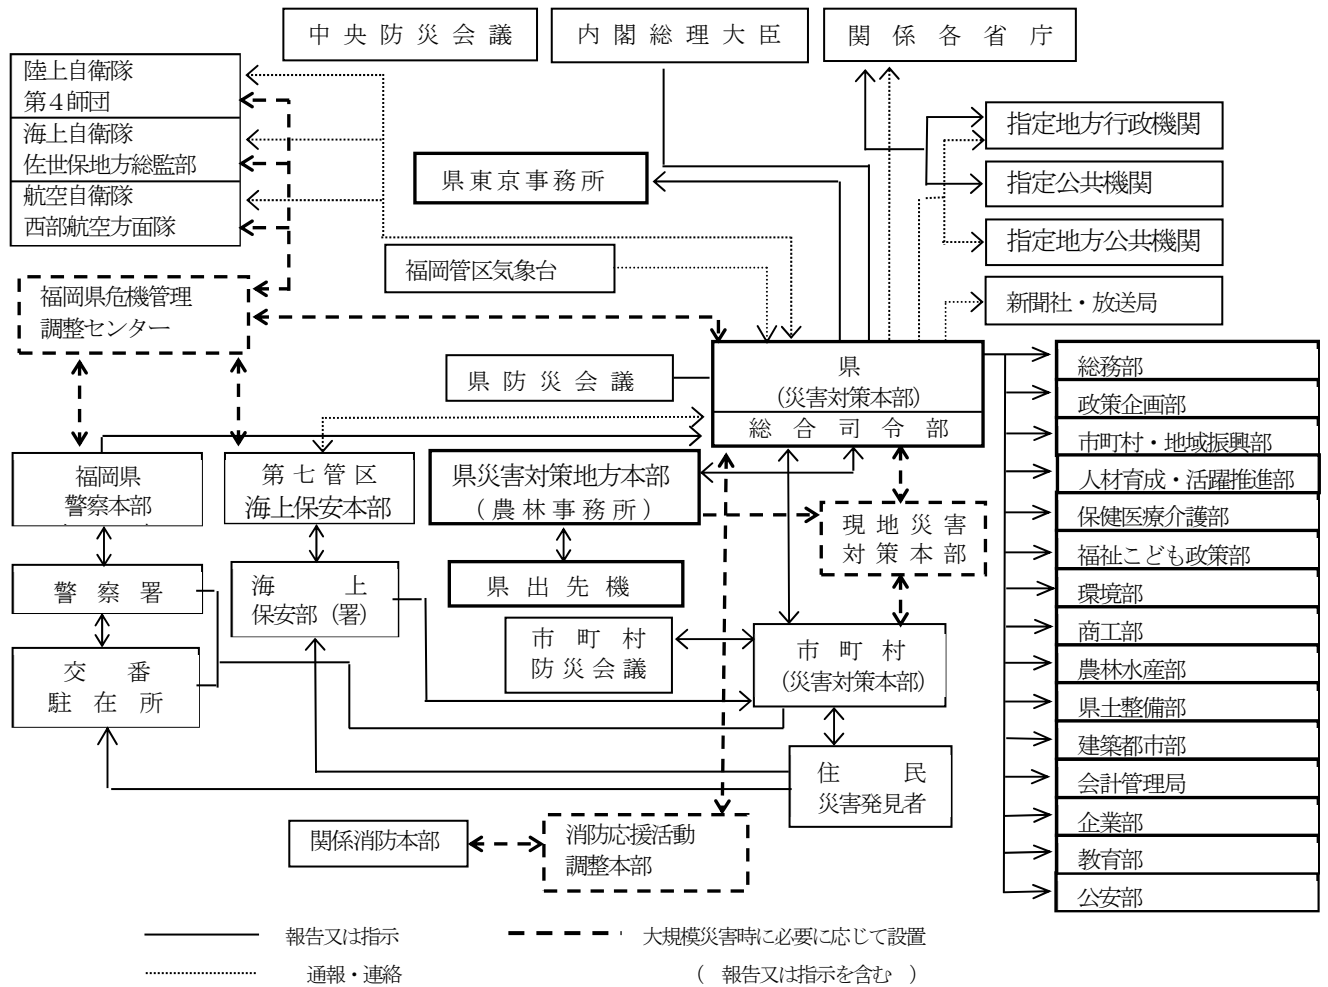 中央防災会議
内閣総理大臣
関係各省庁
陸上自衛隊
第４師団
海上自衛隊
佐世保地方総監部
航空自衛隊
西部航空方面隊
県東京事務所
指定地方行政機関
指定公共機関
指定地方公共機関
新聞社・放送局
福岡管区気象台
福岡県危機管理
調整センター
県防災会議
県
(災害対策本部)
総合司令部
福岡県
警察本部
第七管区
海上保安本部
県災害対策地方本部
(農林事務所)
現地災害
対策本部
警察署
海上
保安部(署)
県出先機
交番
駐在所
市町村
防災会議
市町村
(災害対策本部)
住民
災害発見者
関係消防本部
消防応援活動
調整本部
総務部
政策企画部
市町村・地域振興部
人材育成・活躍推進部
保健医療介護部
福祉こども政策部
環境部
商工部
農林水産部
県土整備部
建築都市部
会計管理局
企業部
教育部
公安部
報告又は指示
通報・連絡
大規模災害時に必要に応じて設置
( 報告又は指示を含む )